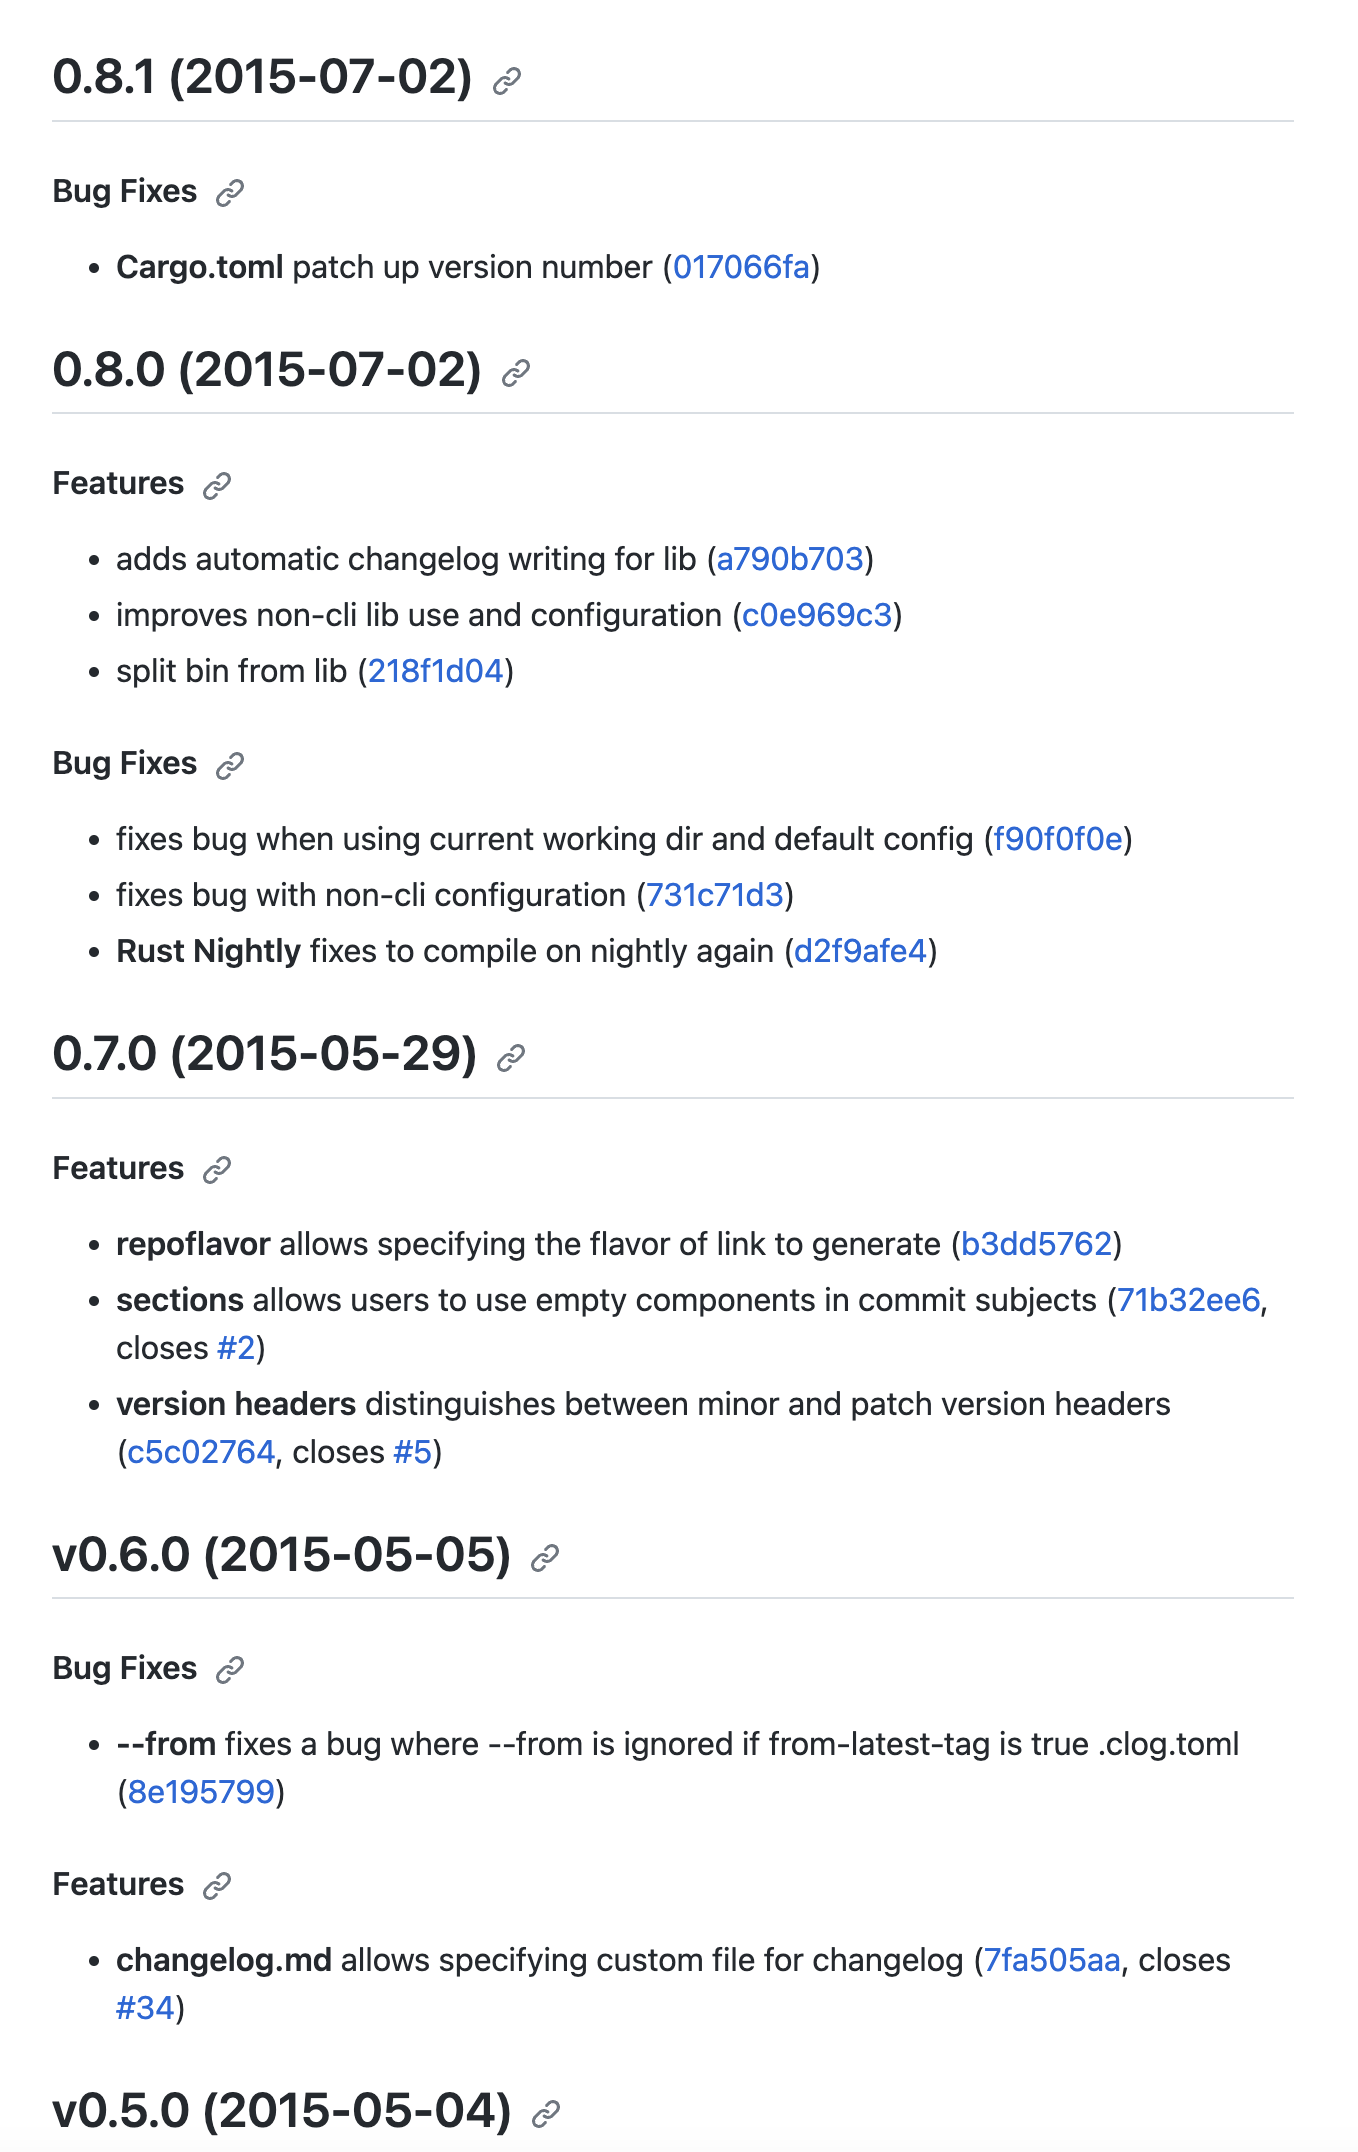 0.8.1 (2015-07-02)
Bug Fixes
• Cargo.toml patch up version number (017066fa)
0.8.0 (2015-07-02)
Features
• adds automatic changelog writing for lib (a790b703)
• improves non-cli lib use and configuration (c0e969c3)
• split bin from lib (218f1d04)
Bug Fixes
• fixes bug when using current working dir and default config (f90f0f0e)
• fixes bug with non-cli configuration (731c71d3)
• Rust Nightly fixes to compile on nightly again (d2f9afe4)
0.7.0 (2015-05-29)
Features
• repoflavor allows specifying the flavor of link to generate (b3dd5762)
• sections allows users to use empty components in commit subjects (71b32ee6,
closes #2)
• version headers distinguishes between minor and patch version headers
(c5c02764, closes #5)
v0.6.0 (2015-05-05)
Bug Fixes
• --from fixes a bug where --from is ignored if from-latest-tag is true .clog.toml
(8e195799)
Features
• changelog.md allows specifying custom file for changelog (7fa505aa, closes
#34)
v0.5.0 (2015-05-04)